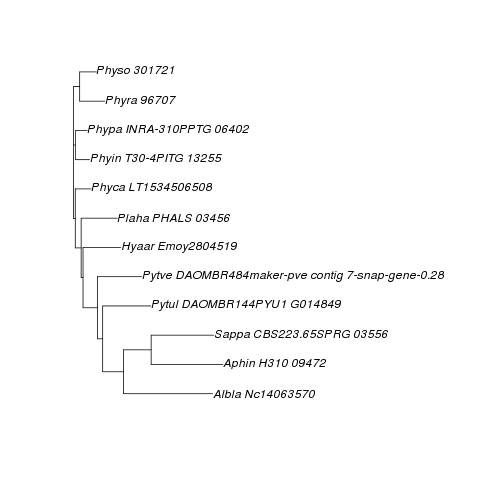 Physo 301721
Phyra 96707
Phypa INRA-310PPTG 06402
Phyin T30-4PITG 13255
Phyca LT1534506508
Plaha PHALS 03456
Hyaar Emoy2804519
Pytve DAOMBR484maker-pve contig 7-snap-gene-0.28
Pytul DAOMBR144PYU1 G014849
Sappa CBS223.65SPRG 03556
Aphin H310 09472
Albla Nc14063570